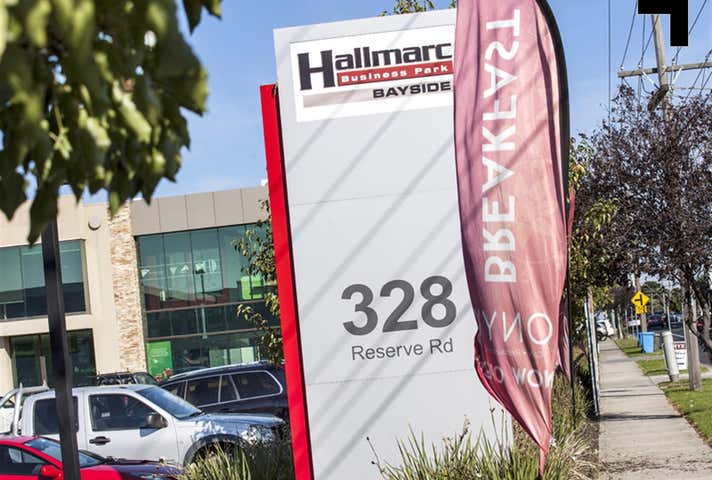 Hallmarc
Business Park
BAYSIDE
328
Reserve Rd
BREAKFAST